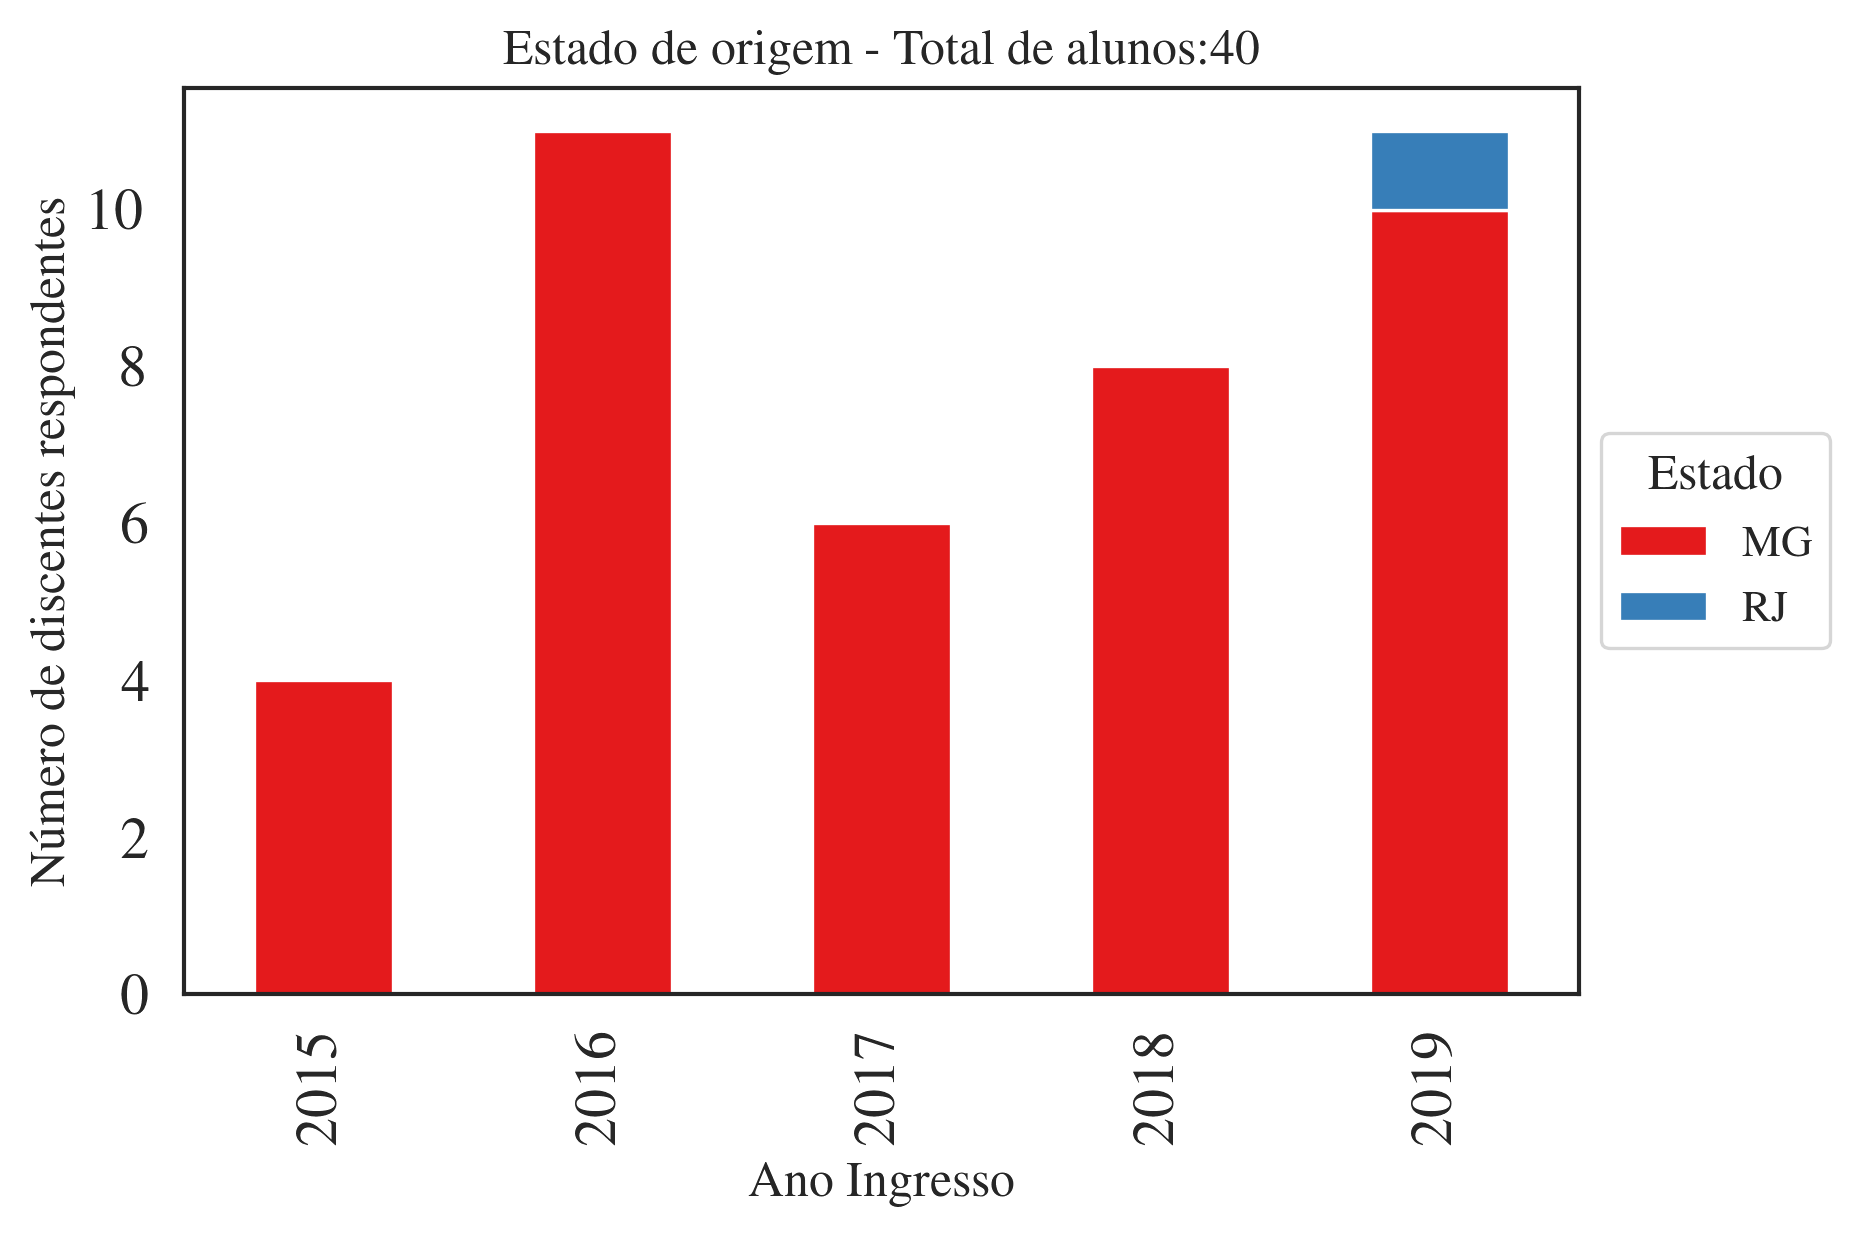 Estado de origem - Total de alunos:40
Número de discentes respondentes
10
8
6
4
2
0
2015
2016
2017
2018
2019
Ano Ingresso
Estado
MG
RJ